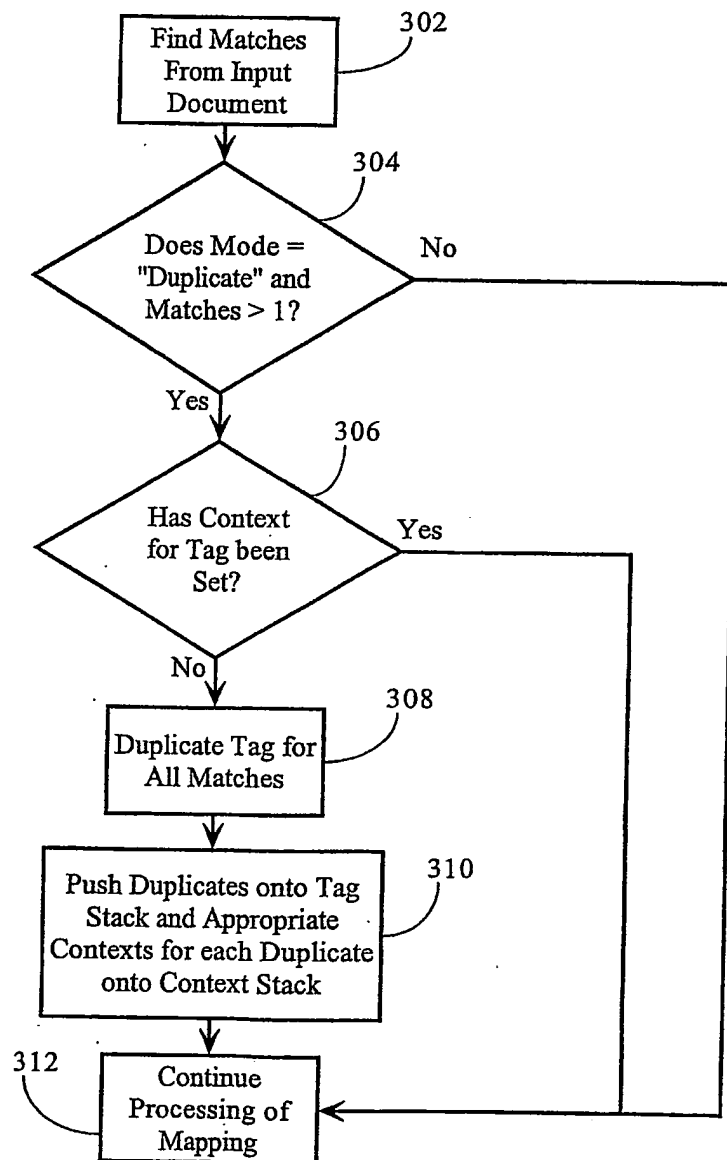 Find Matches
From Input
Document
302
304
Does Mode =
"Duplicate" and
Matches > 1?
No
Yes
306
Has Context
for Tag been
Set?
Yes
No
308
Duplicate Tag for
All Matches
310
Push Duplicates onto Tag
Stack and Appropriate
Contexts for each Duplicate
onto Context Stack
312
Continue
Processing of
Mapping